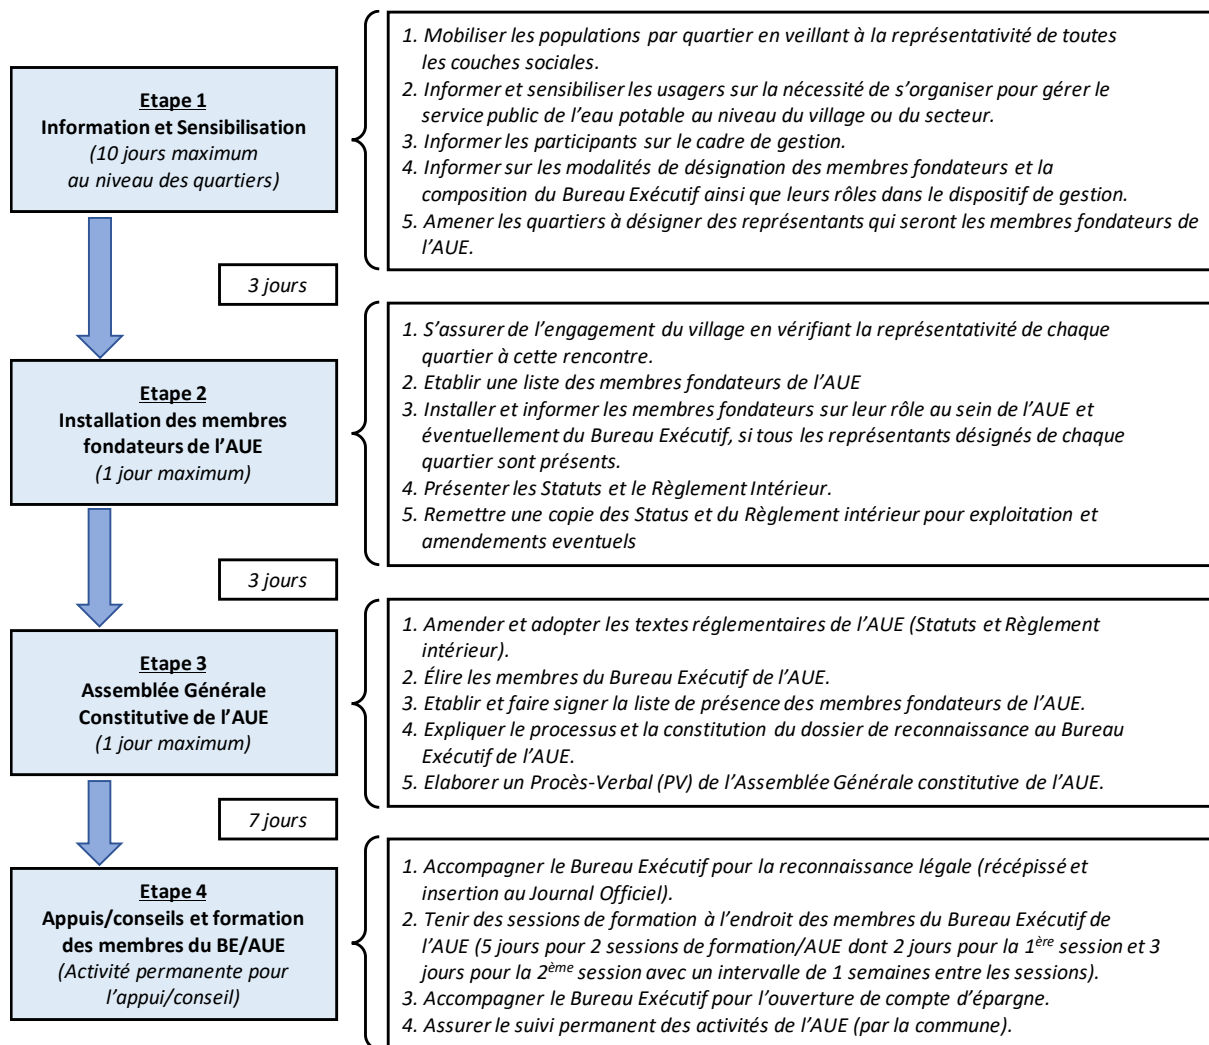 Etape 1
Information et Sensibilisation
(10 jours maximum
au niveau des quartiers)
1. Mobiliser les populations par quartier en veillant à la représentativité de toutes
les couches sociales.
2. Informer et sensibiliser les usagers sur la nécessité de s’organiser pour gérer le
service public de l’eau potable au niveau du village ou du secteur.
3. Informer les participants sur le cadre de gestion.
4. Informer sur les modalités de désignation des membres fondateurs et la
composition du Bureau Exécutif ainsi que leurs rôles dans le dispositif de gestion.
5. Amener les quartiers à désigner des représentants qui seront les membres fondateurs de
l’AUE.
3 jours
Etape 2
Installation des membres
fondateurs de l’AUE
(1 jour maximum)
1. S’assurer de l’engagement du village en vérifiant la représentativité de chaque
quartier à cette rencontre.
2. Etablir une liste des membres fondateurs de l’AUE
3. Installer et informer les membres fondateurs sur leur rôle au sein de l’AUE et
éventuellement du Bureau Exécutif, si tous les représentants désignés de chaque
quartier sont présents.
4. Présenter les Statuts et le Règlement Intérieur.
5. Remettre une copie des Status et du Règlement intérieur pour exploitation et
amendements eventuels
3 jours
Etape 3
Assemblée Générale
Constitutive de l’AUE
(1 jour maximum)
1. Amender et adopter les textes réglementaires de l’AUE (Statuts et Règlement
intérieur).
2. Élire les membres du Bureau Exécutif de l’AUE.
3. Etablir et faire signer la liste de présence des membres fondateurs de l’AUE.
4. Expliquer le processus et la constitution du dossier de reconnaissance au Bureau
Exécutif de l’AUE.
5. Elaborer un Procès-Verbal (PV) de l’Assemblée Générale constitutive de l’AUE.
7 jours
Etape 4
Appuis/conseils et formation
des membres du BE/AUE
(Activité permanente pour
l’appui/conseil)
1. Accompagner le Bureau Exécutif pour la reconnaissance légale (récépissé et
insertion au Journal Officiel).
2. Tenir des sessions de formation à l’endroit des membres du Bureau Exécutif de
l’AUE (5 jours pour 2 sessions de formation/AUE dont 2 jours pour la 1ère session et 3
jours pour la 2ème session avec un intervalle de 1 semaines entre les sessions).
3. Accompagner le Bureau Exécutif pour l’ouverture de compte d’épargne.
4. Assurer le suivi permanent des activités de l’AUE (par la commune).